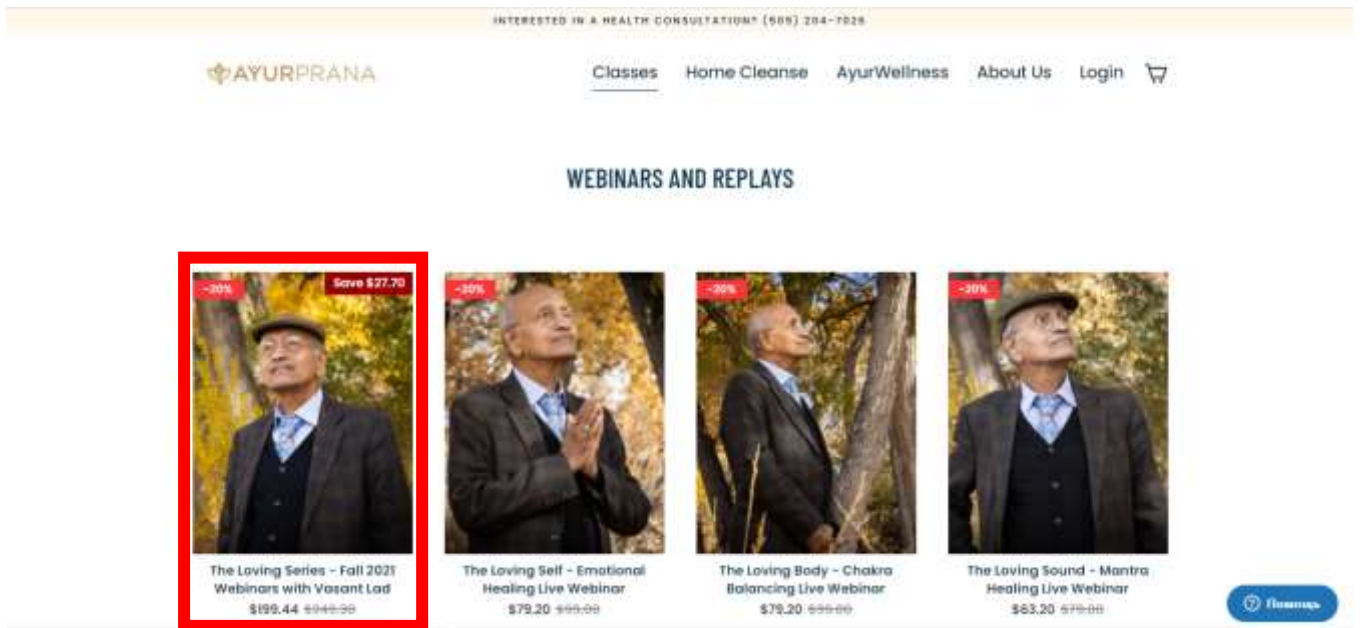 INTERESTED IN A HEALTH CONSULTATION? (505) 204-7026
AYURPRANA
Classes Home Cleanse AyurWellness About Us Login
WEBINARS AND REPLAYS
-20% Save $27.70
-20%
-20%
-20%
The Loving Series - Fall 2021
Webinars with Vasant Lad
$199.44 $249.30
The Loving Self - Emotional
Healing Live Webinar
$79.20 $99.00
The Loving Body - Chakra
Balancing Live Webinar
$79.20 $99.00
The Loving Sound - Mantra
Healing Live Webinar
$63.20 $79.00
Помощь